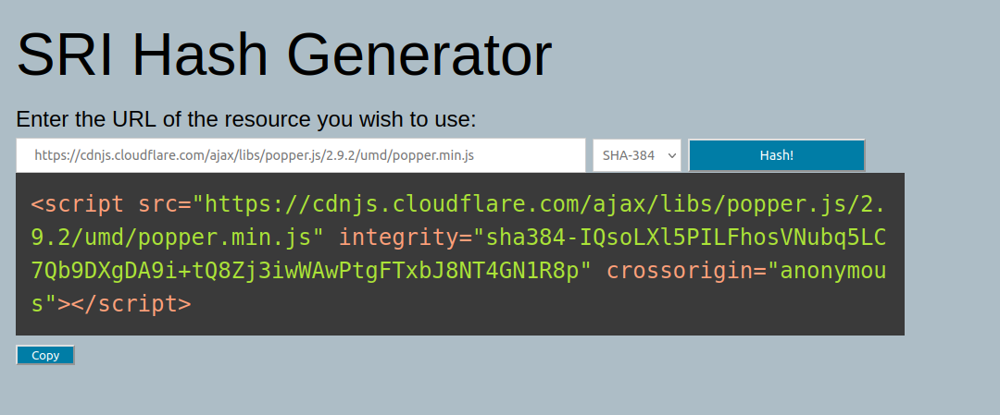 SRI Hash Generator
Enter the URL of the resource you wish to use:
https://cdnjs.cloudflare.com/ajax/libs/popper.js/2.9.2/umd/popper.min.js SHA-384 Hash!
<script src="https://cdnjs.cloudflare.com/ajax/libs/popper.js/2.
9.2/umd/popper.min.js" integrity="sha384-IQsoLXl5PILFhosVNubq5LC
7Qb9DXgDA9i+tQ8Zj3iwWAwPtgFTxbJ8NT4GN1R8p" crossorigin="anonymou
s"></script>
Copy